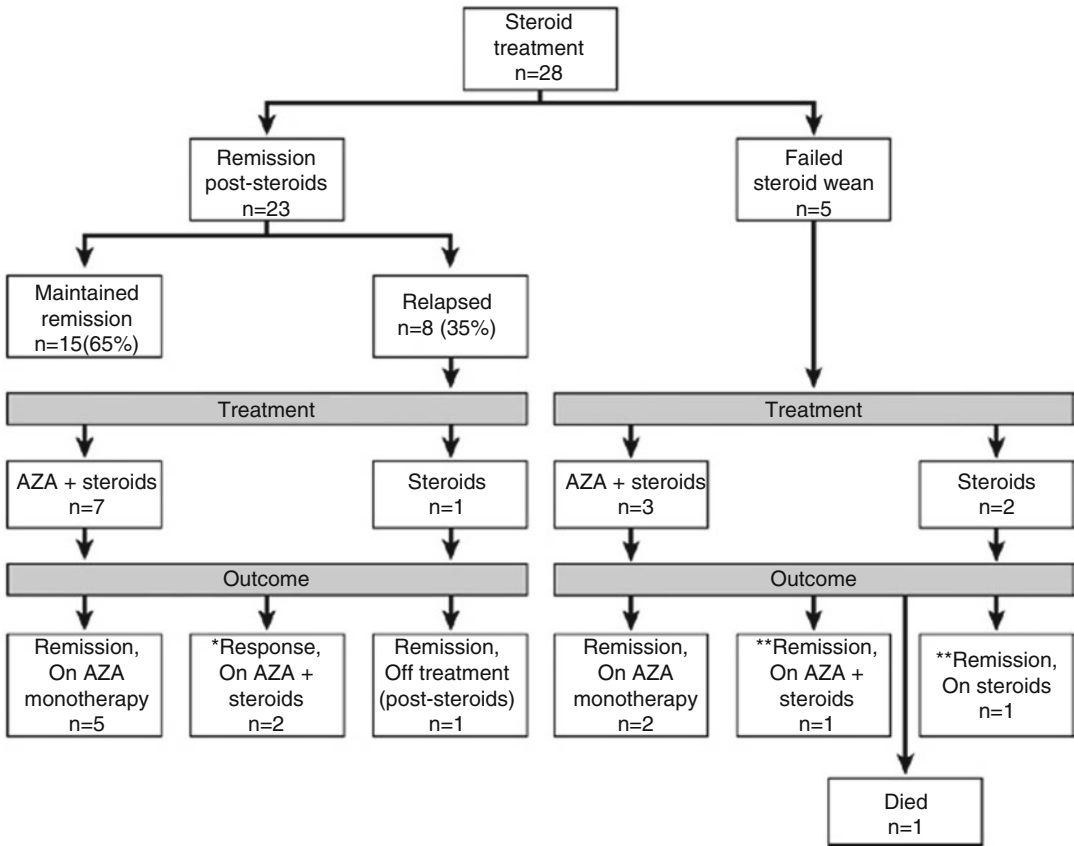 Steroid
treatment
n=28
Remission
post-steroids
n=23
Failed
steroid wean
n=5
Maintained
remission
n=15(65%)
Relapsed
n=8 (35%)
Treatment
Treatment
AZA + steroids
n=7
Steroids
n=1
AZA + steroids
n=3
Steroids
n=2
Outcome
Outcome
Remission,
On AZA
monotherapy
n=5
*Response,
On AZA +
steroids
n=2
Remission,
Off treatment
(post-steroids)
n=1
Remission,
On AZA
monotherapy
n=2
**Remission,
On AZA +
steroids
n=1
**Remission,
On steroids
n=1
Died
n=1